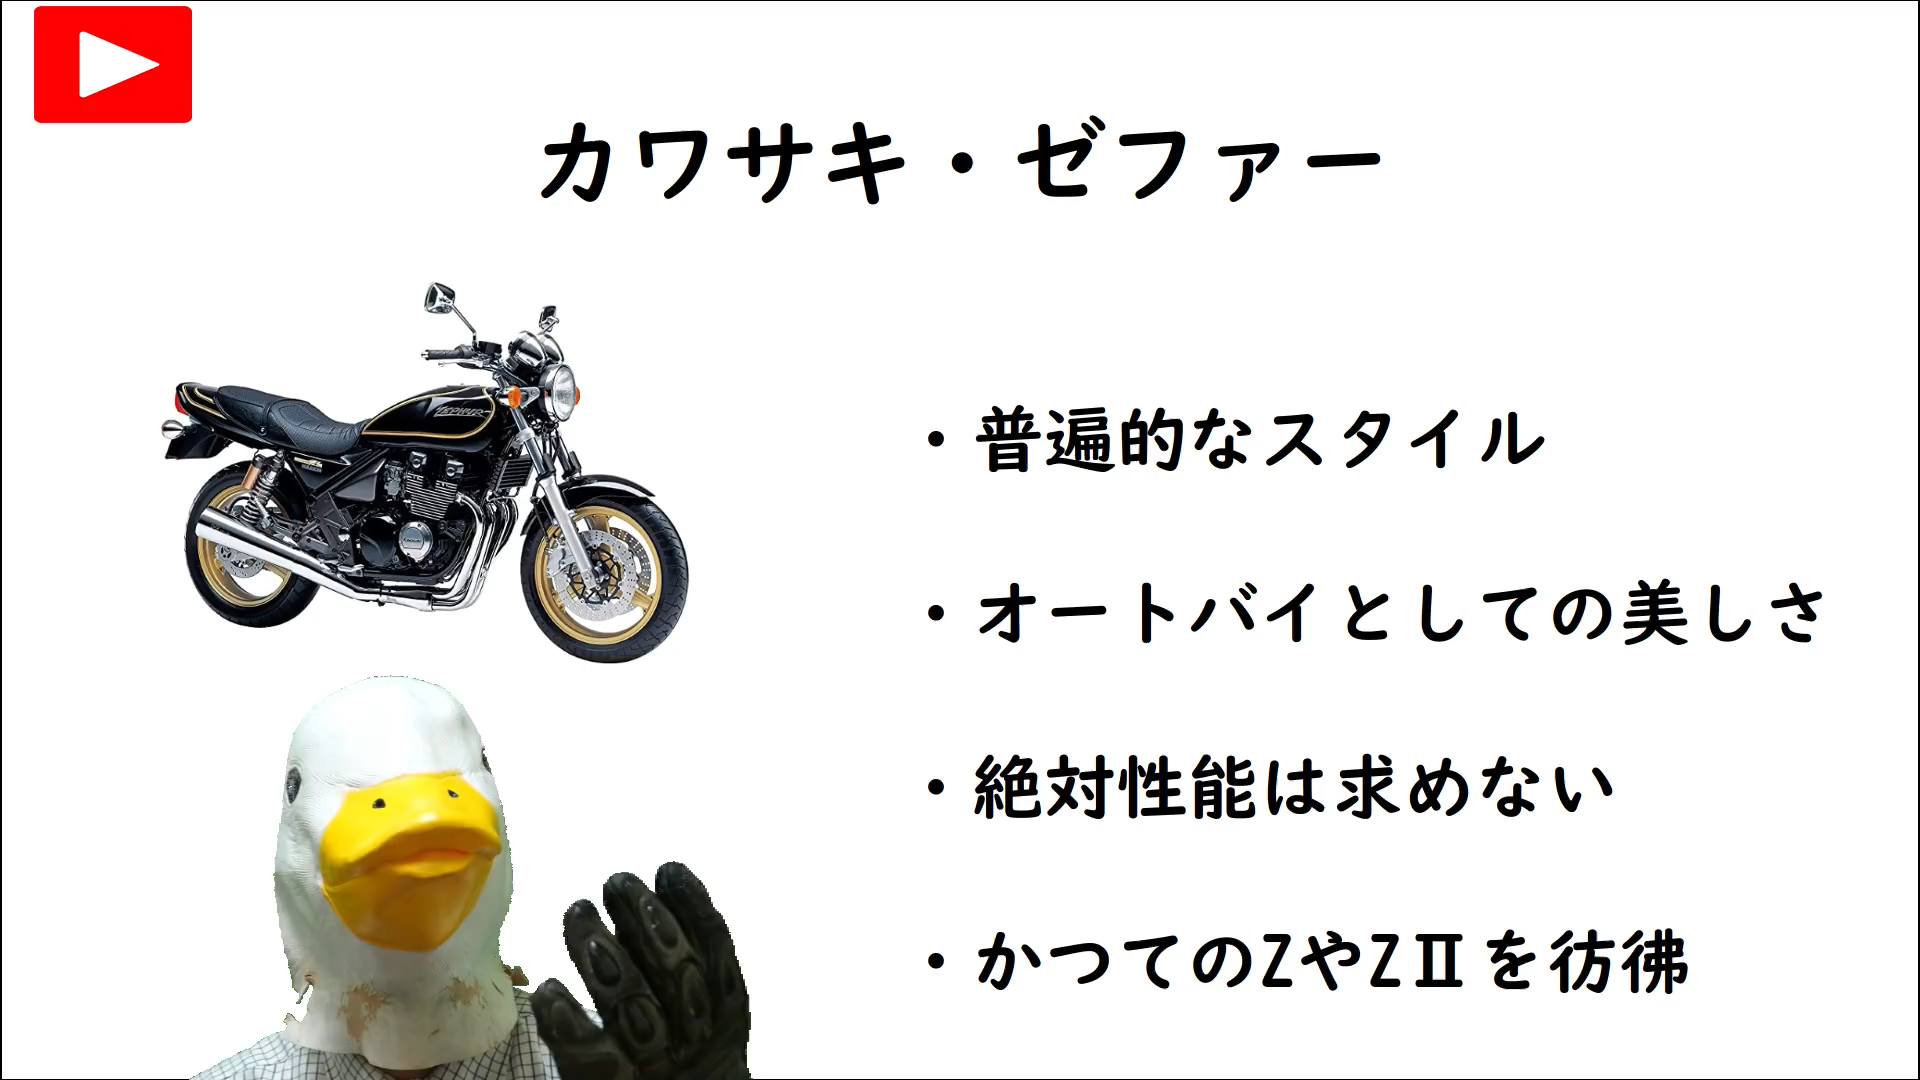 カワサキ・ゼファー
ZEPHYR
・普遍的なスタイル
・オートバイとしての美しさ
・絶対性能は求めない
・かつてのZやZⅡを彷彿